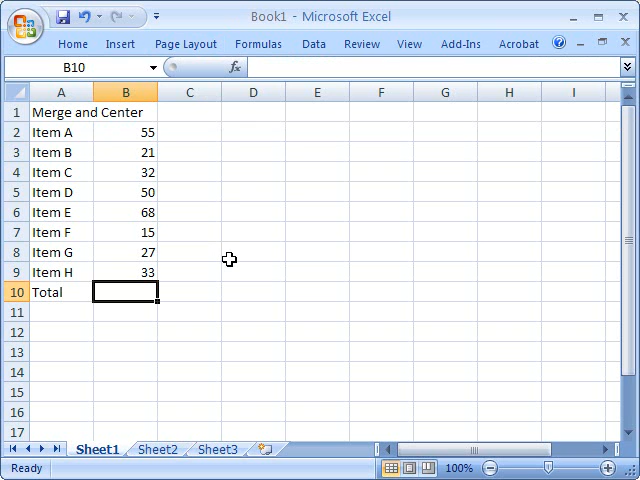 Book1 - Microsoft Excel
Home Insert Page Layout Formulas Data Review View Add-Ins Acrobat
B10 fx
A B C D E F G H I
1 Merge and Center
2 Item A 55
3 Item B 21
4 Item C 32
5 Item D 50
6 Item E 68
7 Item F 15
8 Item G 27
9 Item H 33
10 Total
11
12
13
14
15
16
17
Sheet1 Sheet2 Sheet3
Ready 100%